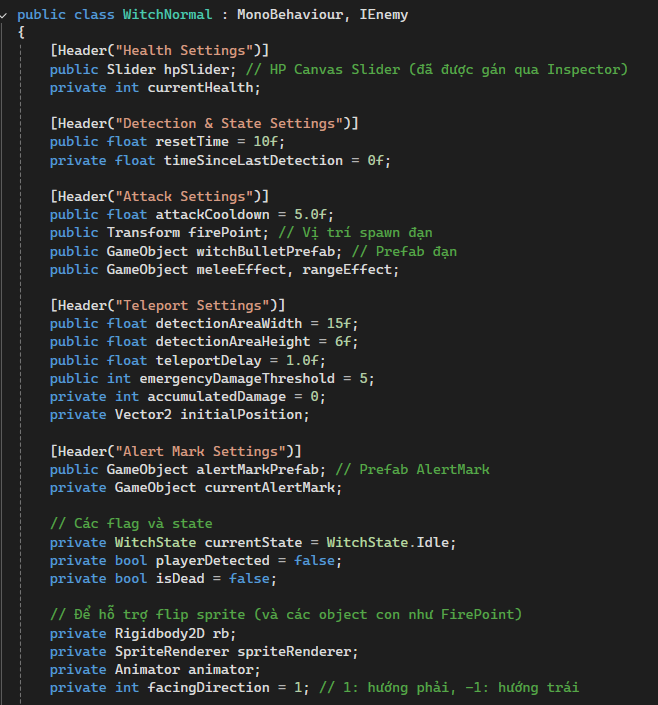 public class WitchNormal : MonoBehaviour, IEnemy
{
[Header("Health Settings")]
public Slider hpSlider; // HP Canvas Slider (đã được gán qua Inspector)
private int currentHealth;
[Header("Detection & State Settings")]
public float resetTime = 10f;
private float timeSinceLastDetection = 0f;
[Header("Attack Settings")]
public float attackCooldown = 5.0f;
public Transform firePoint; // Vị trí spawn đạn
public GameObject witchBulletPrefab; // Prefab đạn
public GameObject meleeEffect, rangeEffect;
[Header("Teleport Settings")]
public float detectionAreaWidth = 15f;
public float detectionAreaHeight = 6f;
public float teleportDelay = 1.0f;
public int emergencyDamageThreshold = 5;
private int accumulatedDamage = 0;
private Vector2 initialPosition;
[Header("Alert Mark Settings")]
public GameObject alertMarkPrefab; // Prefab AlertMark
private GameObject currentAlertMark;
// Các flag và state
private WitchState currentState = WitchState.Idle;
private bool playerDetected = false;
private bool isDead = false;
// Để hỗ trợ flip sprite (và các object con như FirePoint)
private Rigidbody2D rb;
private SpriteRenderer spriteRenderer;
private Animator animator;
private int facingDirection = 1; // 1: hướng phải, -1: hướng trái